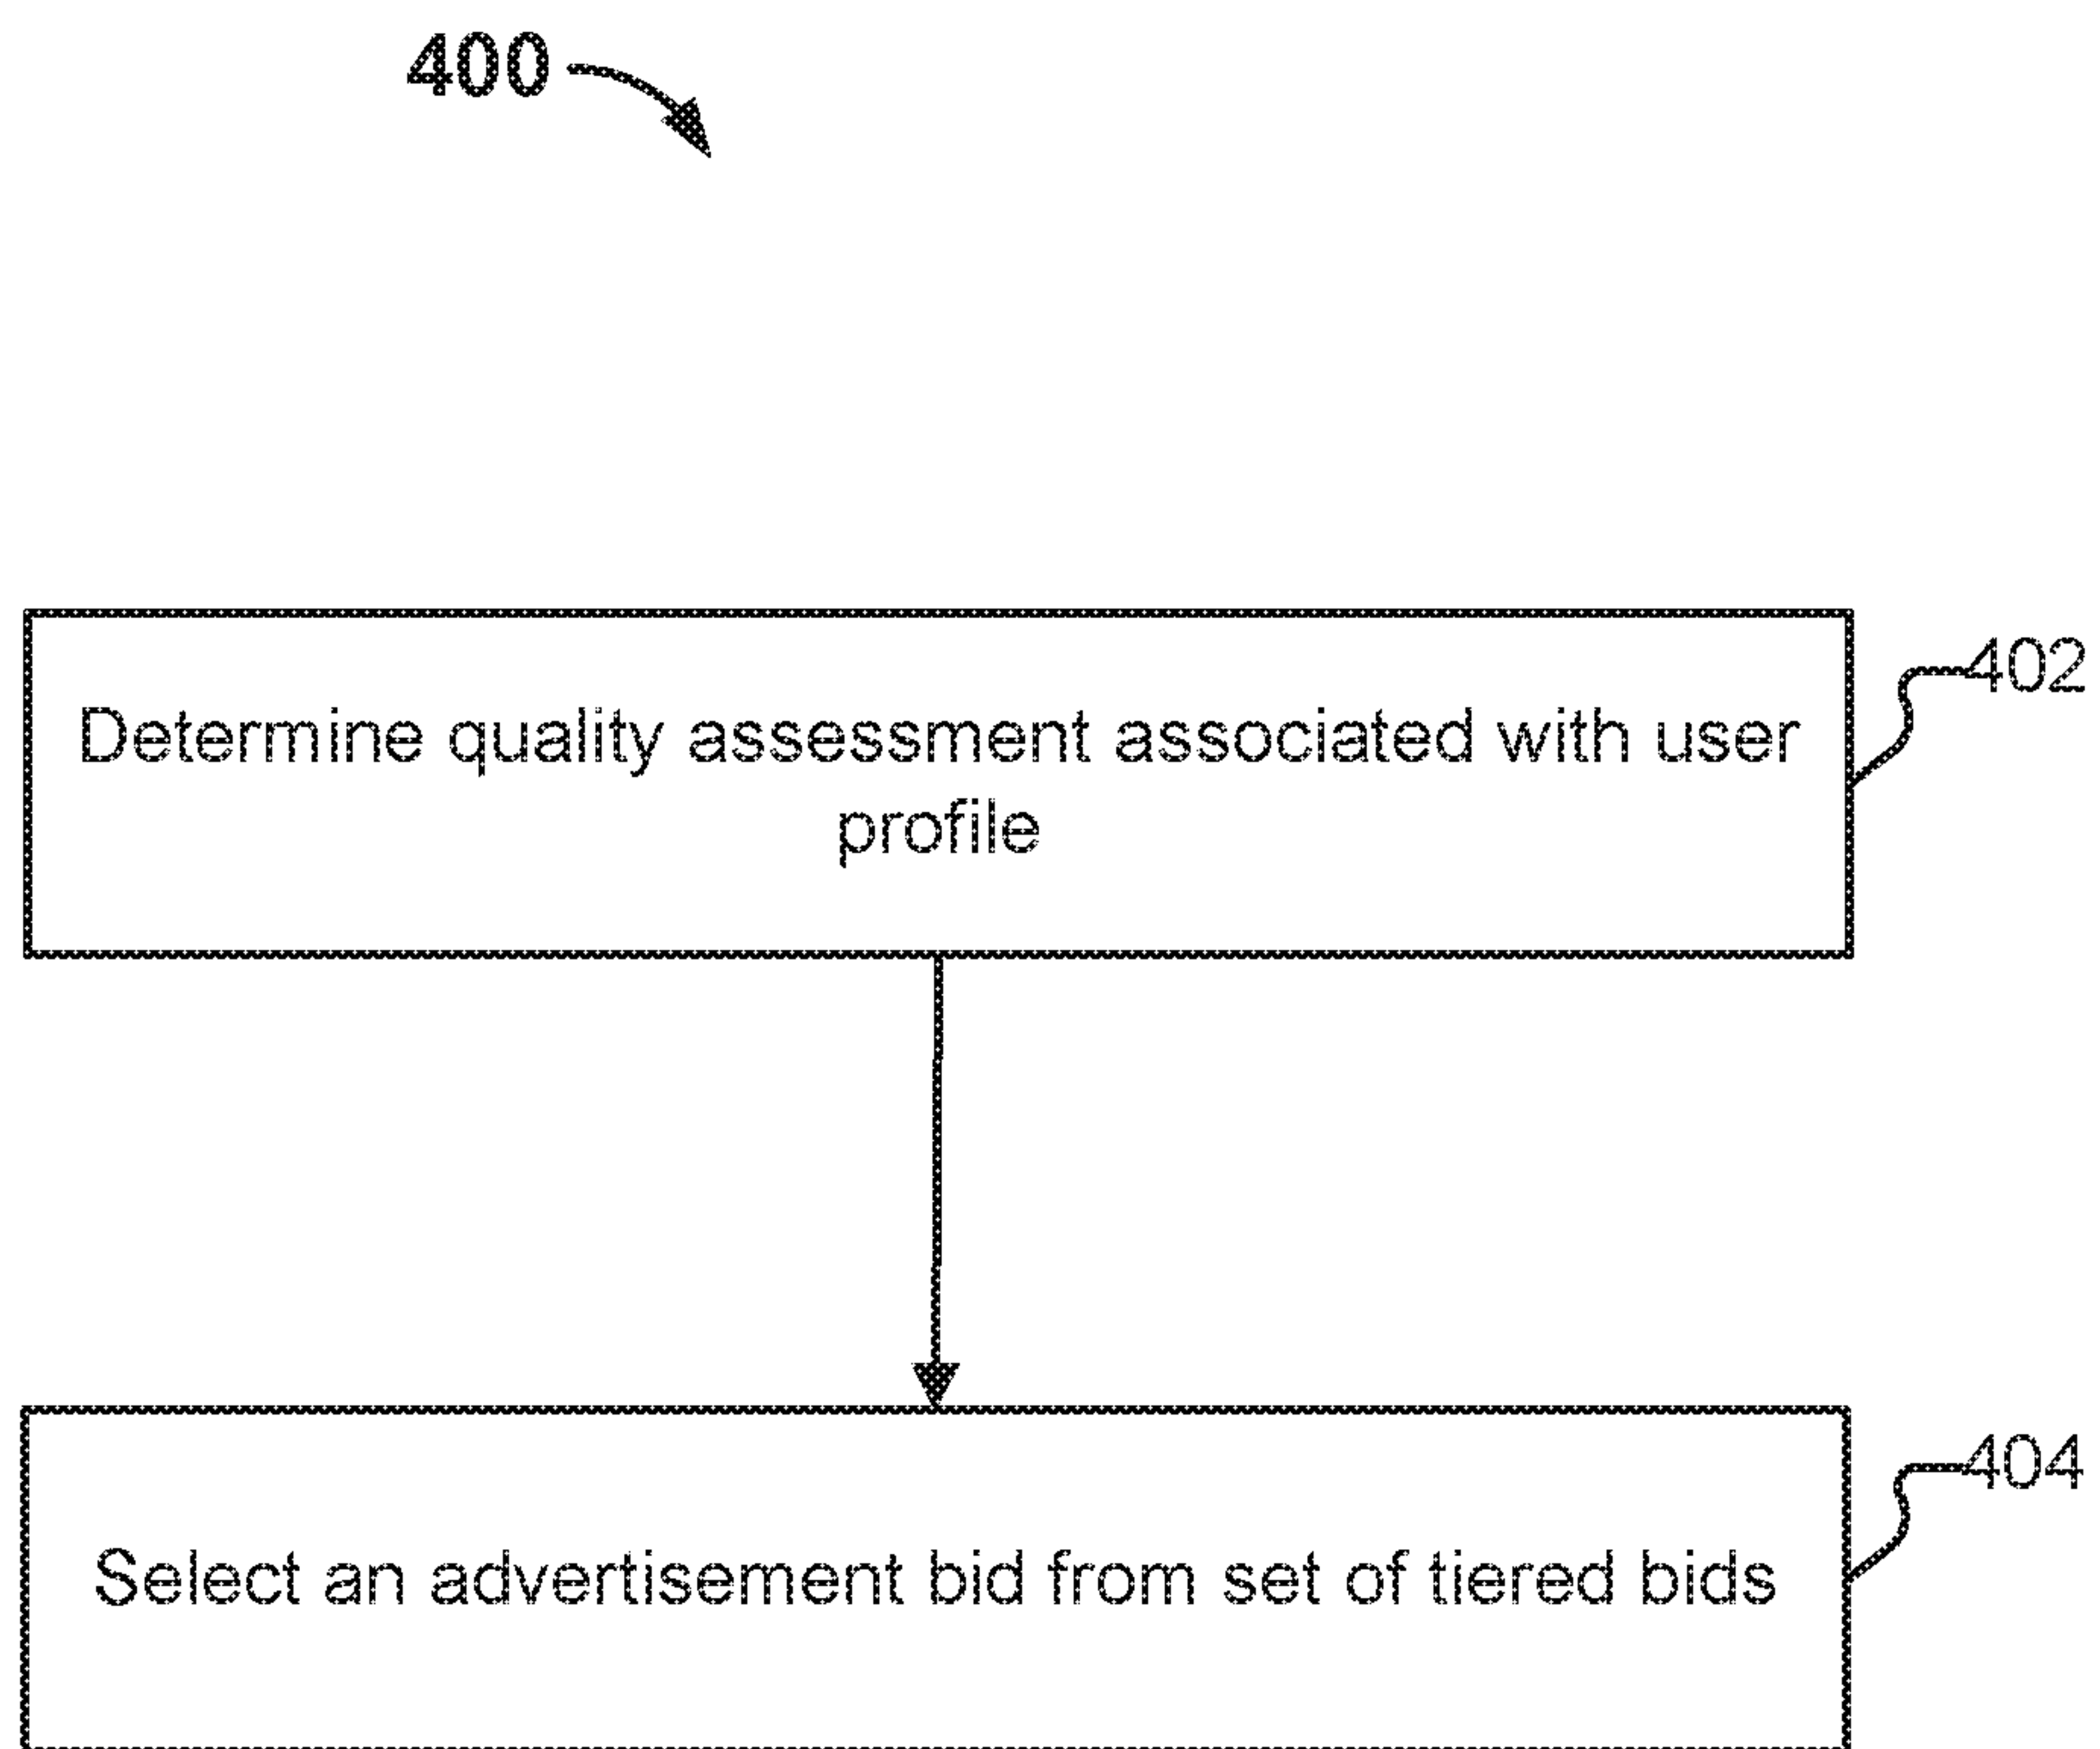 400
402
Determine quality assessment associated with user
profile
404
Select an advertisement bid from set of tiered bids